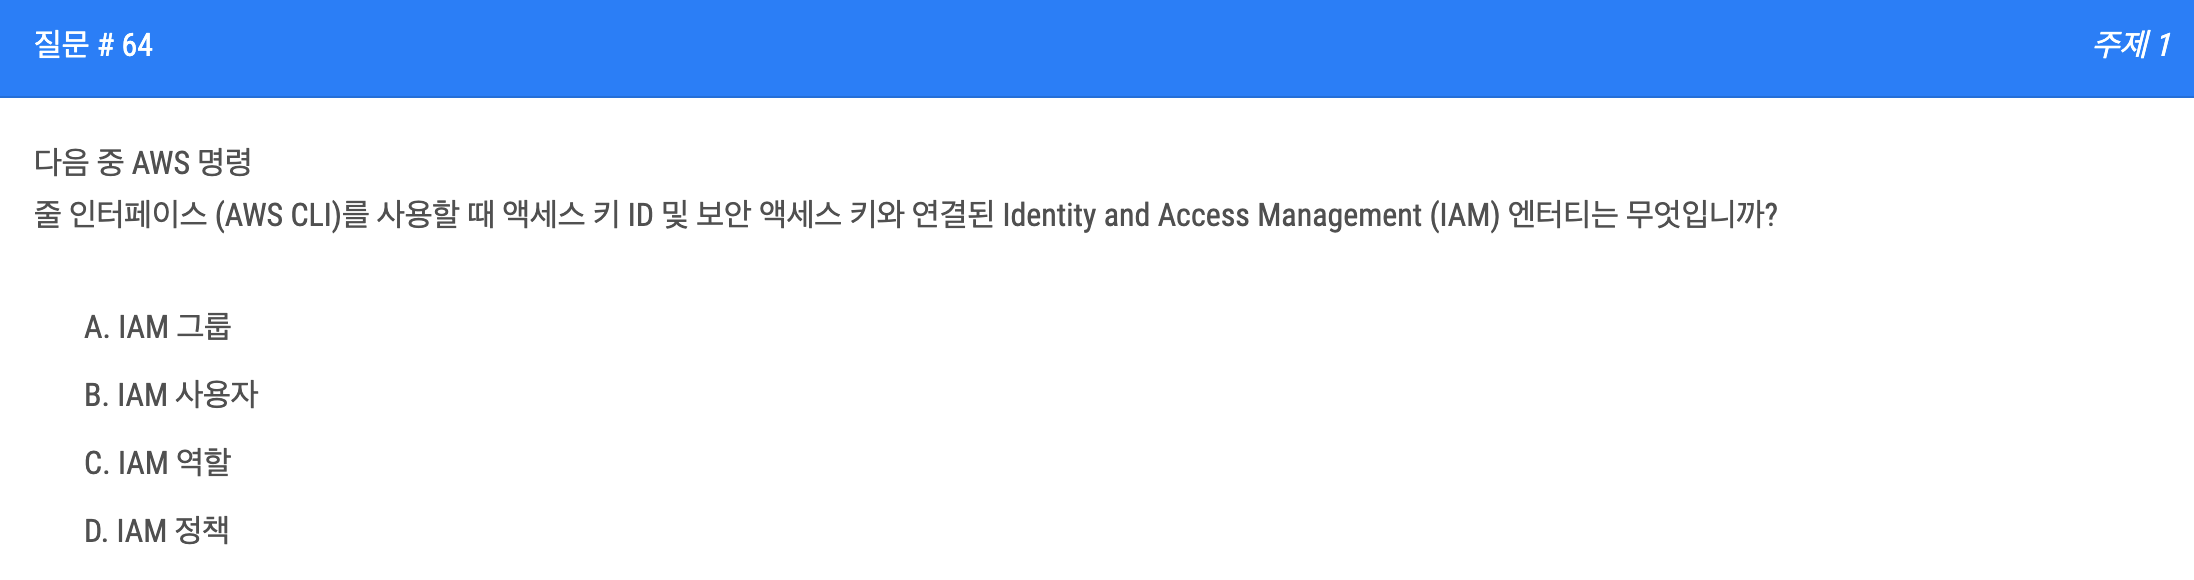 질문 # 64
주제 1
다음 중 AWS 명령
줄 인터페이스 (AWS CLI)를 사용할 때 액세스 키 ID 및 보안 액세스 키와 연결된 Identity and Access Management (IAM) 엔터티는 무엇입니까?
A. IAM 그룹
B. IAM 사용자
C. IAM 역할
D. IAM 정책